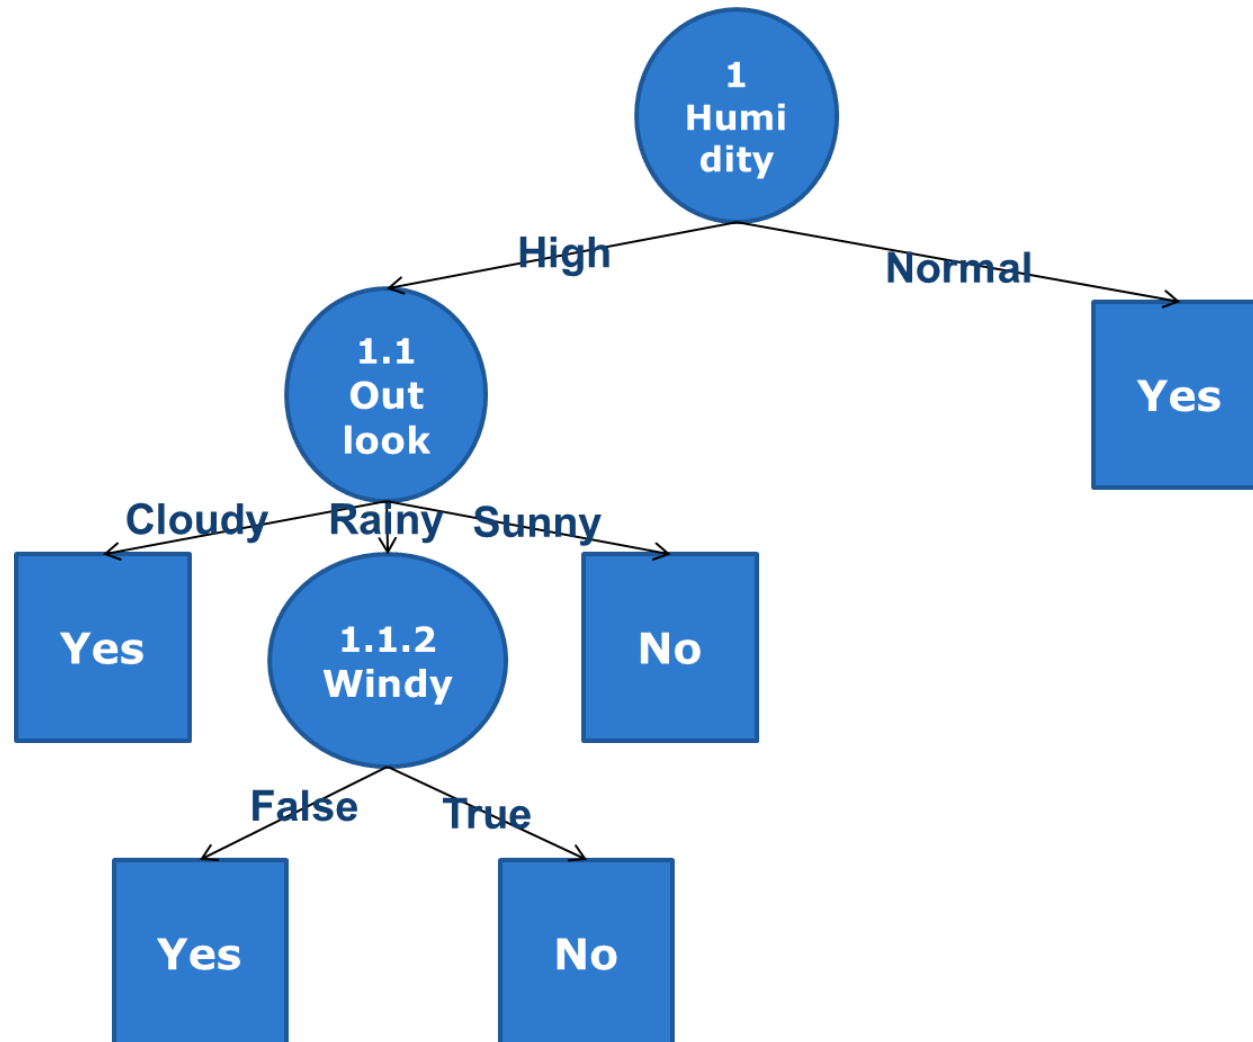 1
Humi
dity
High
Normal
1.1
Out
look
Yes
Cloudy
Rainy
Sunny
Yes
1.1.2
Windy
No
False
True
Yes
No